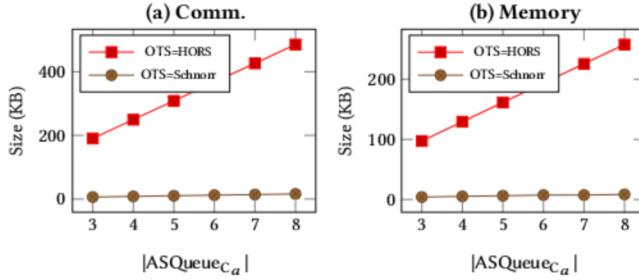 (a) Comm.
OTS=HORS
OTS=Schnorr
400
200
0
Size (KB)
3 4 5 6 7 8
|ASQueue_{C_a}|
(b) Memory
OTS=HORS
OTS=Schnorr
200
100
0
Size (KB)
3 4 5 6 7 8
|ASQueue_{C_a}|